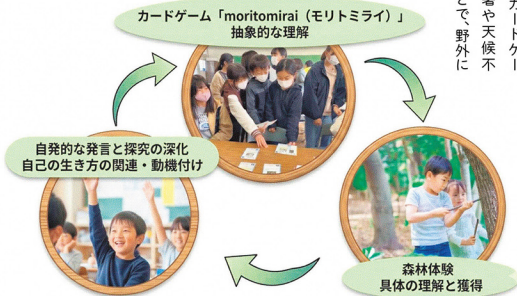 カードゲーム「moritomirai（モリトミライ）」
抽象的な理解
カードゲー
暑や天候不
とで、野外に
自発的な発言と探究の深化
自己の生き方の関連・動機付け
森林体験
具体の理解と獲得